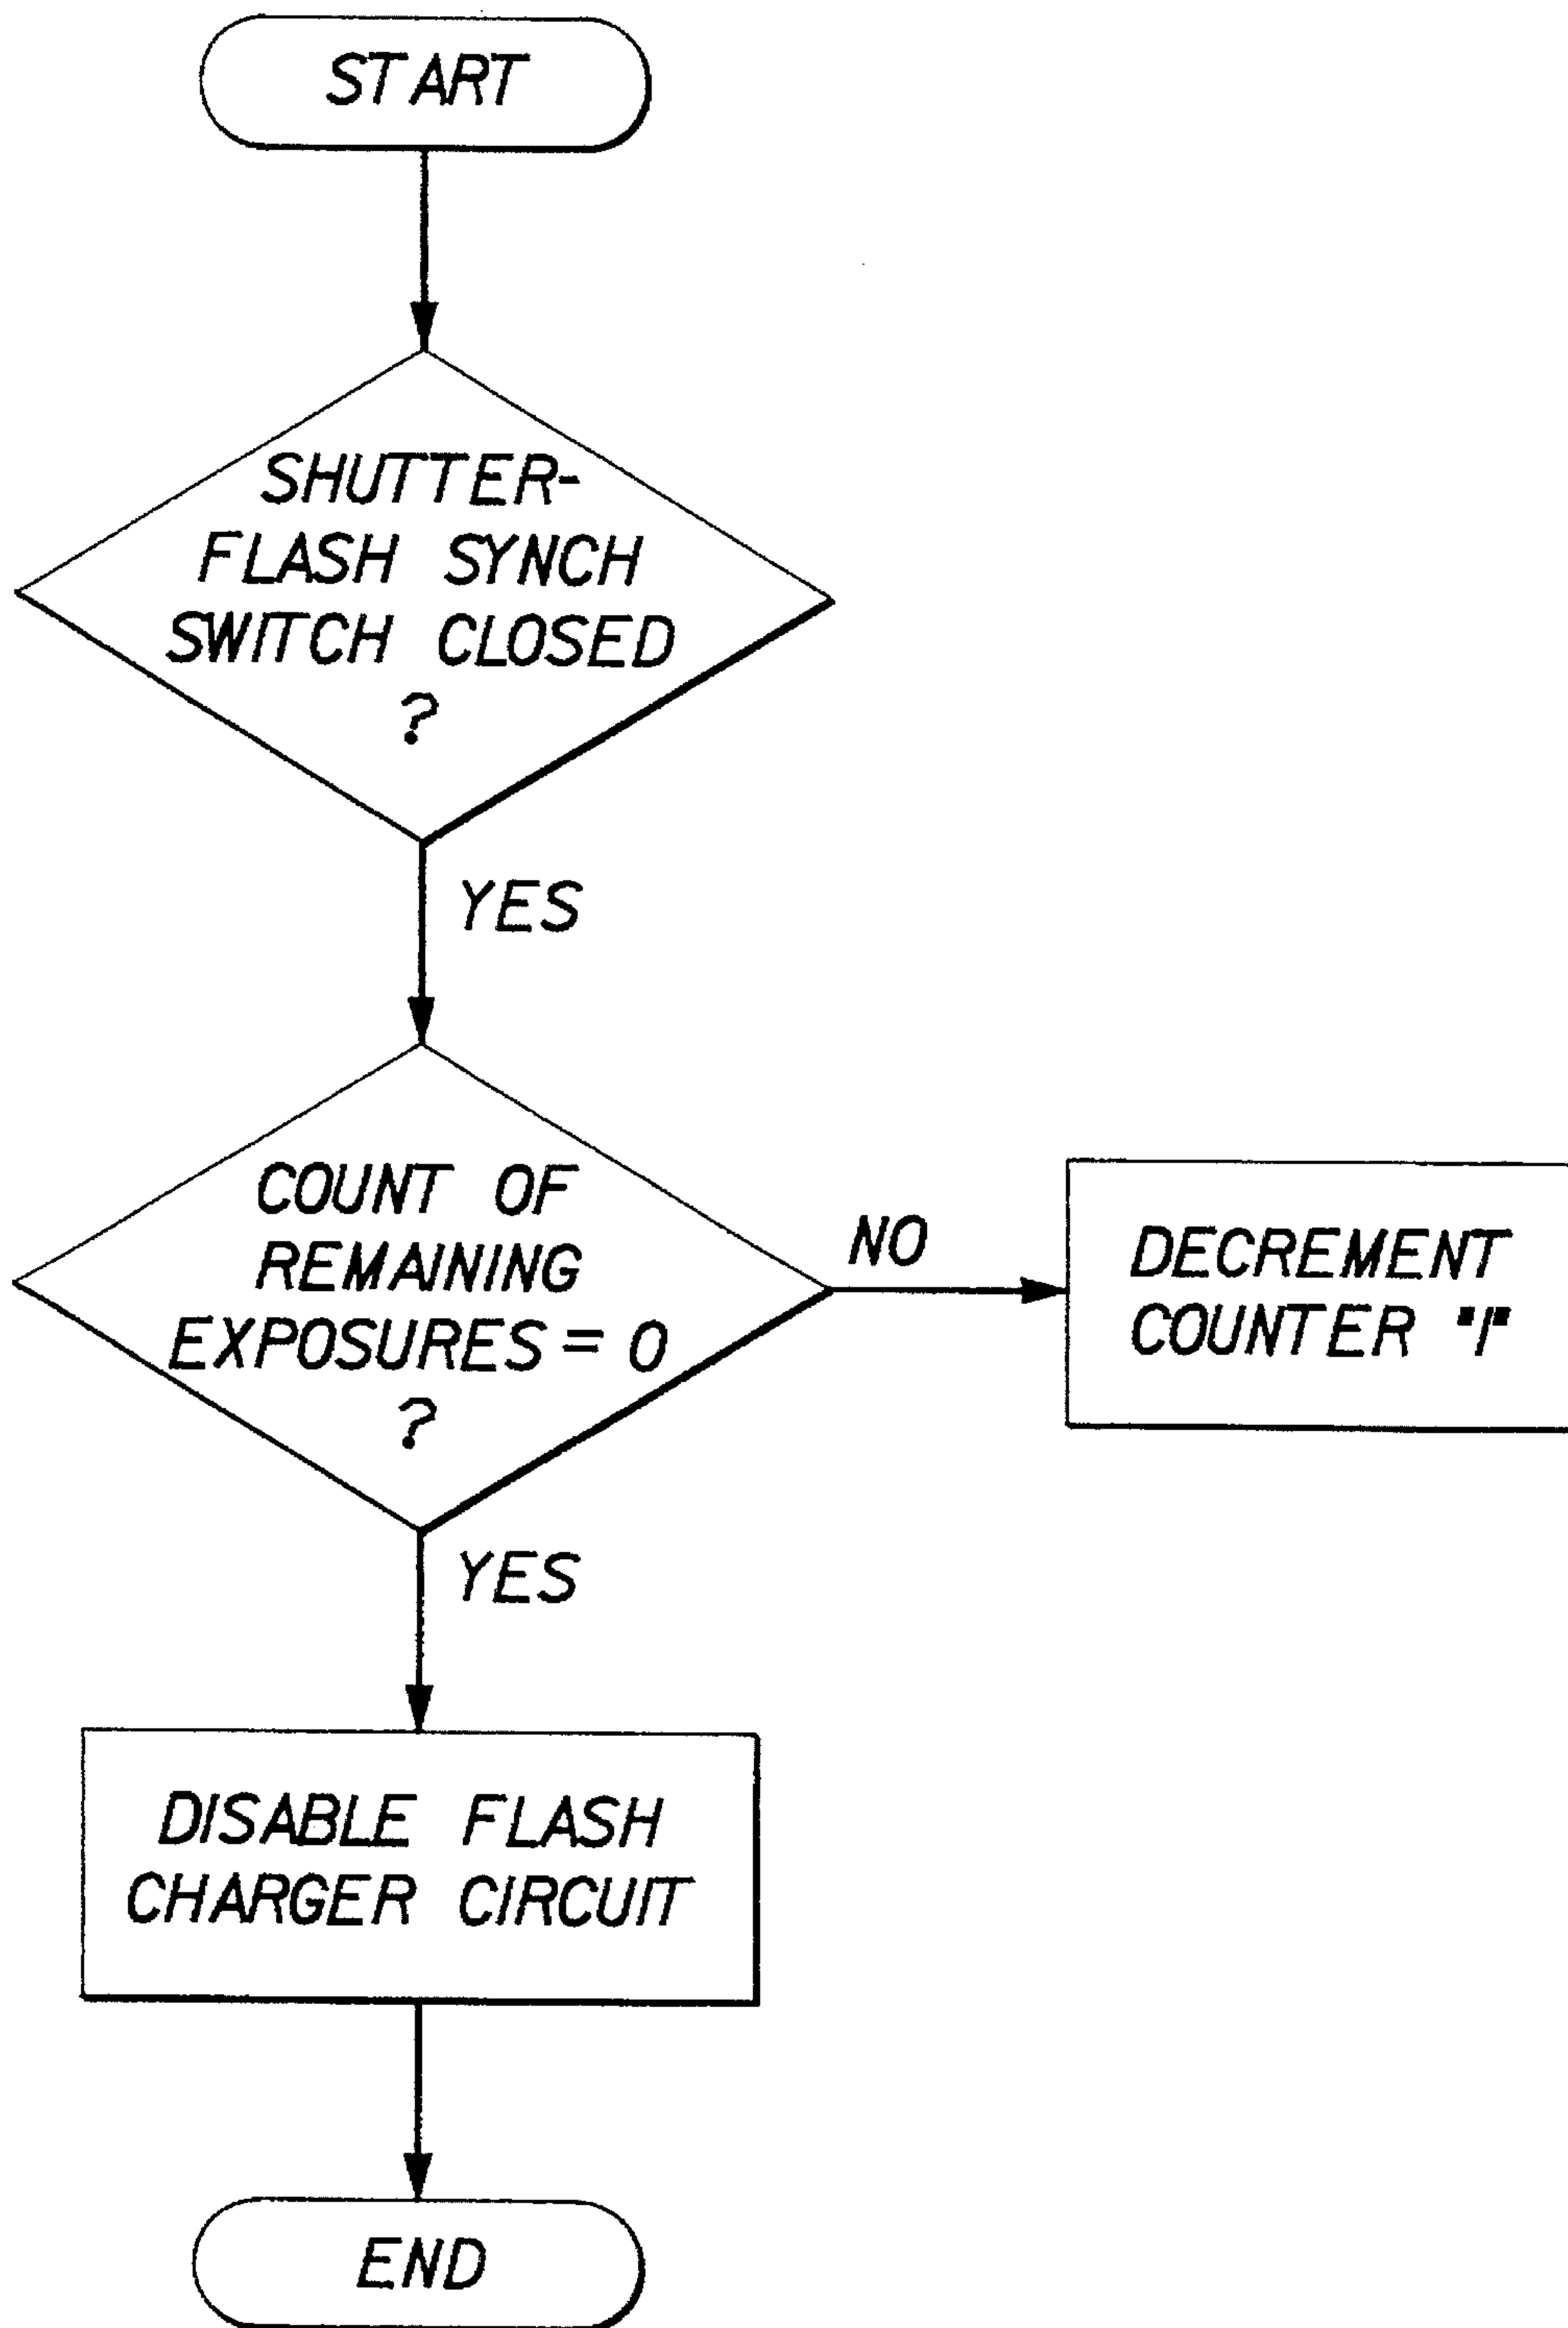 START
SHUTTER-
FLASH SYNCH
SWITCH CLOSED
?
YES
COUNT OF
REMAINING
EXPOSURES = 0
?
NO
DECREMENT
COUNTER "1"
YES
DISABLE FLASH
CHARGER CIRCUIT
END